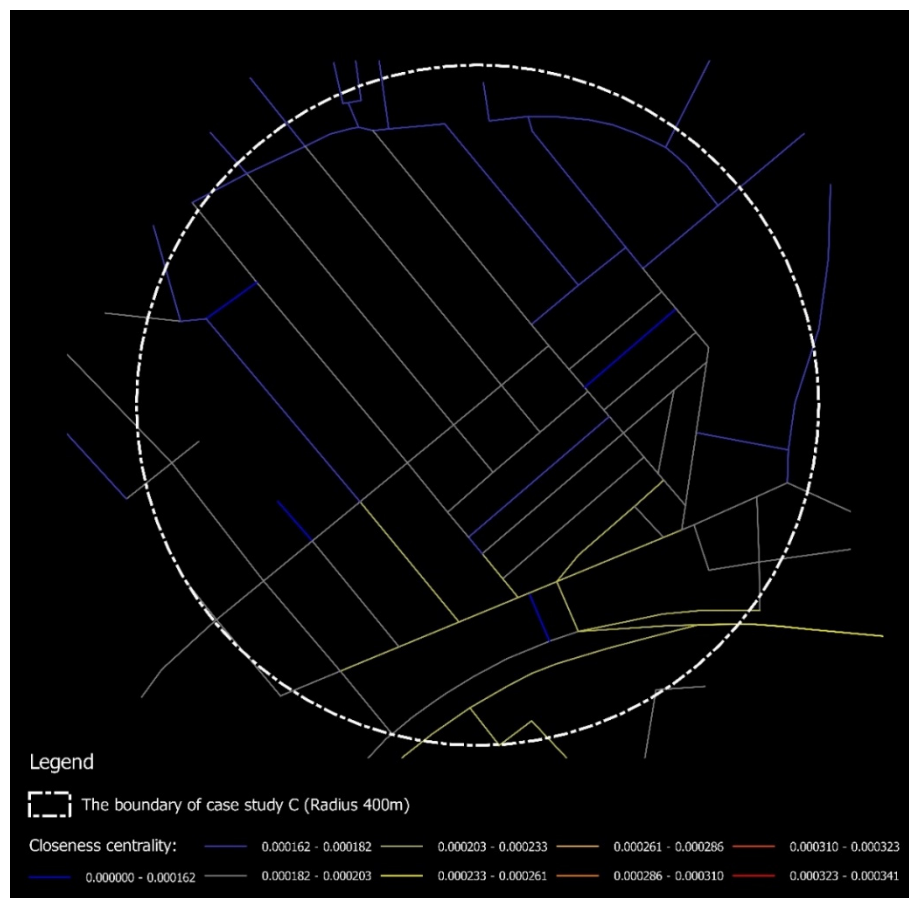 Legend
The boundary of case study C (Radius 400m)
Closeness centrality: 0.000162 - 0.000182 0.000203 - 0.000233 0.000261 - 0.000286 0.000310 - 0.000323
0.000000 - 0.000162 0.000182 - 0.000203 0.000233 - 0.000261 0.000286 - 0.000310 0.000323 - 0.000341